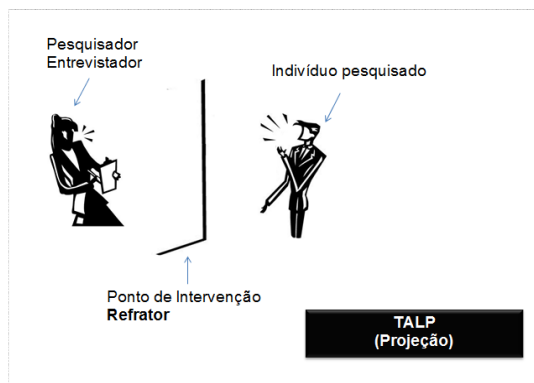 Pesquisador
Entrevistador
Indivíduo pesquisado
Ponto de Intervenção
Refrator
TALP
(Projeção)